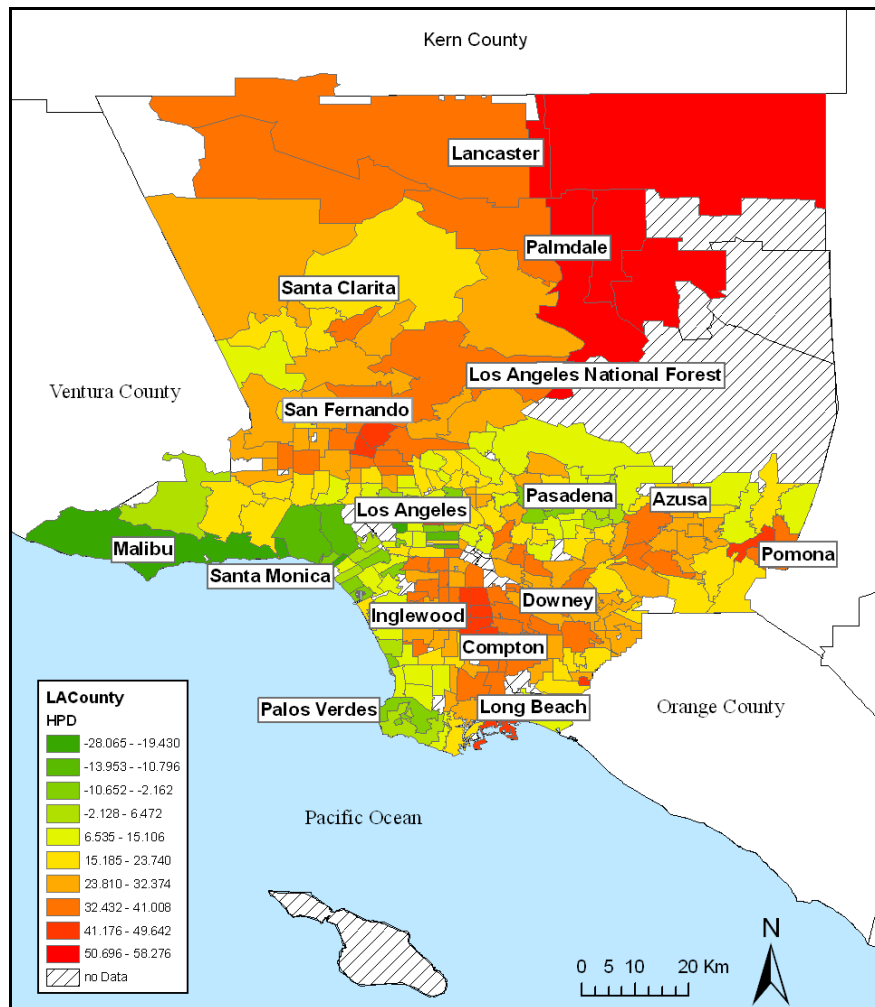 Kern County
Lancaster
Palmdale
Santa Clarita
Los Angeles National Forest
Ventura County
San Fernando
Pasadena
Azusa
Los Angeles
Malibu
Pomona
Santa Monica
Downey
Inglewood
Compton
Palos Verdes
Long Beach
Orange County
Pacific Ocean
LACounty
HPD
-28.065 - -19.430
-13.953 - -10.796
-10.652 - -2.162
-2.128 - 6.472
6.535 - 15.106
15.185 - 23.740
23.810 - 32.374
32.432 - 41.008
41.176 - 49.642
50.696 - 58.276
no Data
N
0 5 10 20 Km